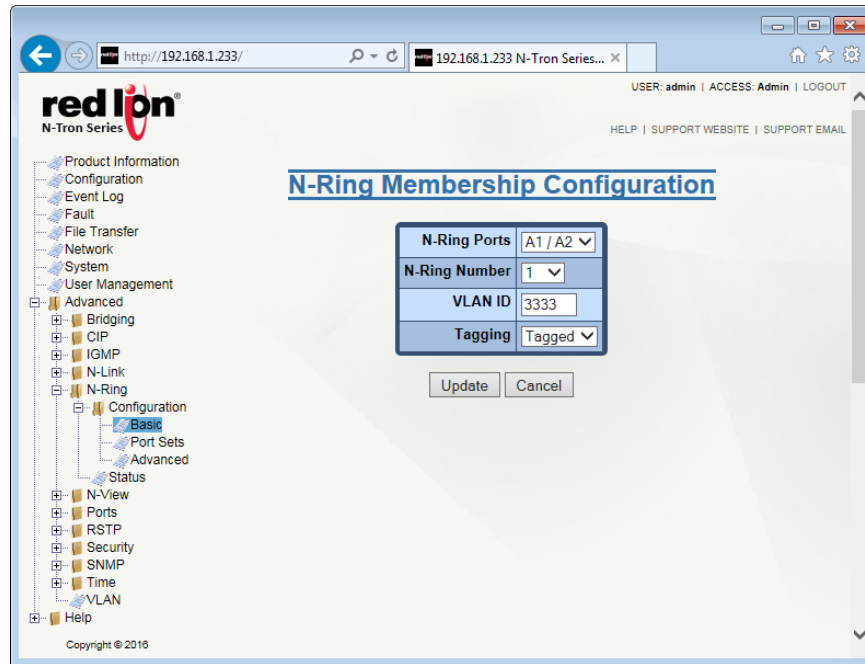 http://192.168.1.233/
192.168.1.233 N-Tron Series...
USER: admin | ACCESS: Admin | LOGOUT
red lion®
N-Tron Series
HELP | SUPPORT WEBSITE | SUPPORT EMAIL
Product Information
Configuration
Event Log
Fault
File Transfer
Network
System
User Management
Advanced
Bridging
CIP
IGMP
N-Link
N-Ring
Configuration
Basic
Port Sets
Advanced
Status
N-View
Ports
RSTP
Security
SNMP
Time
VLAN
Help
Copyright © 2016
N-Ring Membership Configuration
N-Ring Ports A1 / A2
N-Ring Number 1
VLAN ID 3333
Tagging Tagged
Update Cancel